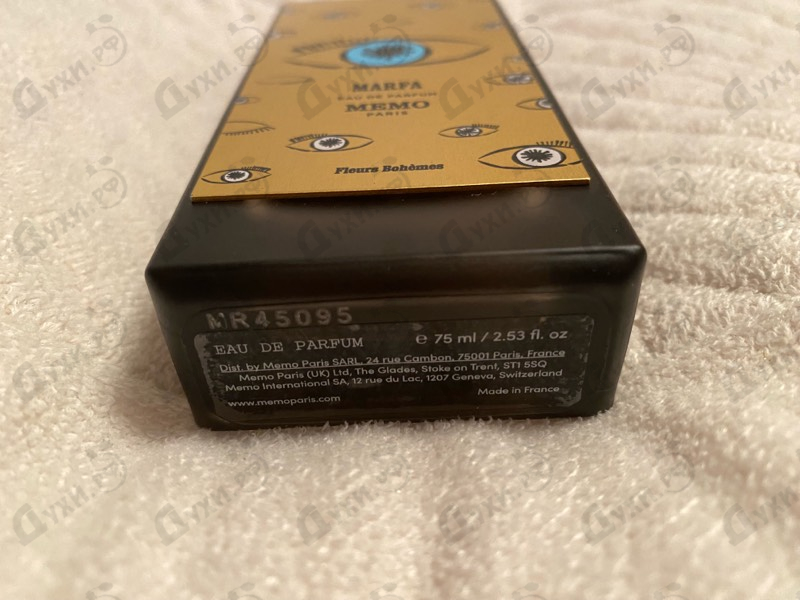 MARFA
EAU DE PARFUM
MEMO
PARIS
Fleurs Bohèmes
MR45095
EAU DE PARFUM
e 75 ml / 2.53 fl. oz
Dist. by Memo Paris SARL, 24 rue Cambon, 75001 Paris, France
Memo Paris (UK) Ltd, The Glades, Stoke on Trent, ST1 5SQ
Memo International SA, 12 rue du Lac, 1207 Geneva, Switzerland
www.memoparis.com
Made in France
Духи.рф